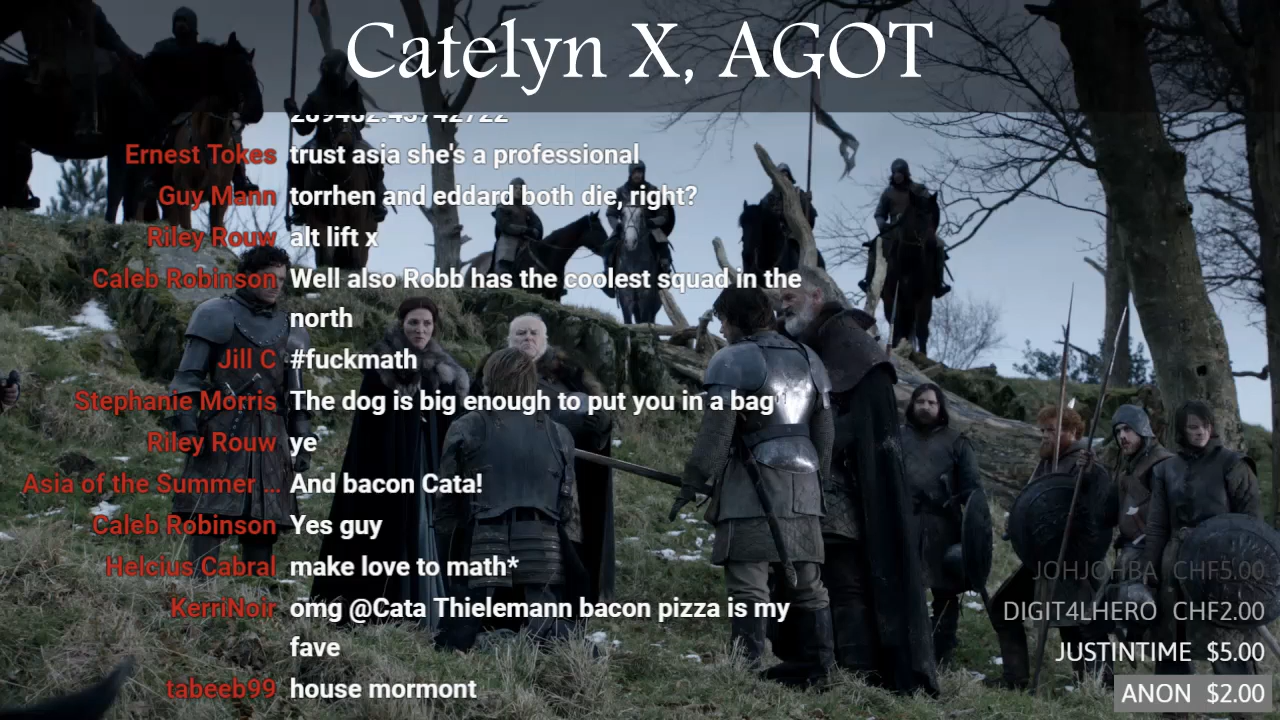 Catelyn X, AGOT
Ernest Tokes trust asia she's a professional
Guy Mann torrhen and eddard both die, right?
Riley Rouw alt lift x
Caleb Robinson Well also Robb has the coolest squad in the
north
Jill C #fuckmath
Stephanie Morris The dog is big enough to put you in a bag
Riley Rouw ye
Asia of the Summer ... And bacon Cata!
Caleb Robinson Yes guy
Helcius Cabral make love to math*
KerriNoir omg @Cata Thielemann bacon pizza is my
fave
tabeeb99 house mormont
JOHJOHBA CHF5.00
DIGIT4LHERO CHF2.00
JUSTINTIME $5.00
ANON $2.00